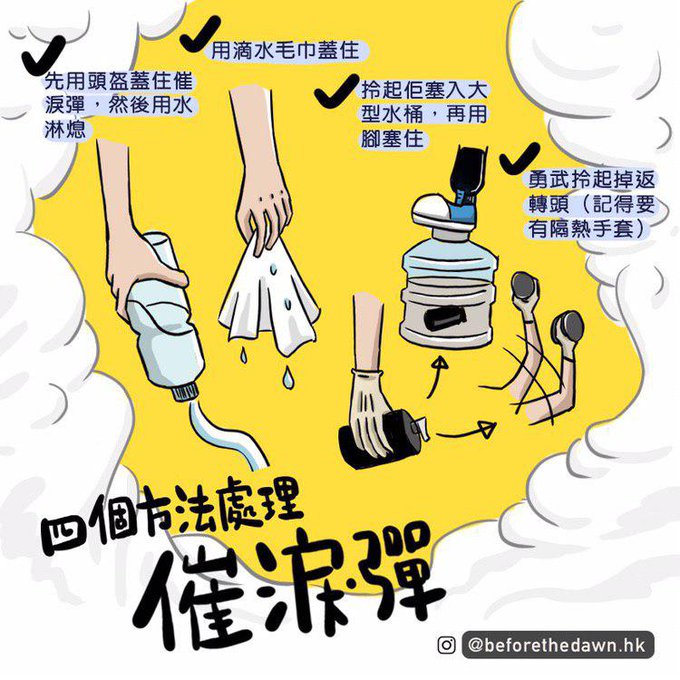 先用頭盔蓋住催
淚彈，然後用水
淋熄
用滴水毛巾蓋住
拎起佢塞入大
型水桶，再用
腳塞住
勇武拎起掉返
轉頭（記得要
有隔熱手套）
四個方法處理
催淚彈
@beforethedawn.hk